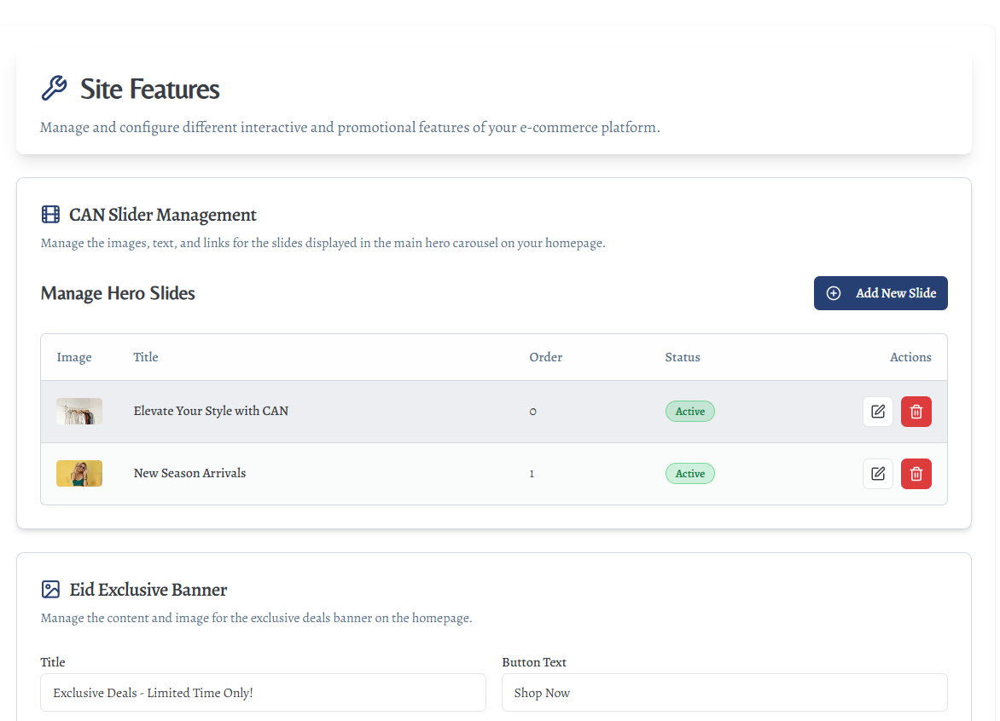 Site Features
Manage and configure different interactive and promotional features of your e-commerce platform.
CAN Slider Management
Manage the images, text, and links for the slides displayed in the main hero carousel on your homepage.
Manage Hero Slides
Add New Slide
Image Title Order Status Actions
Elevate Your Style with CAN 0 Active
New Season Arrivals 1 Active
Eid Exclusive Banner
Manage the content and image for the exclusive deals banner on the homepage.
Title Button Text
Exclusive Deals - Limited Time Only! Shop Now